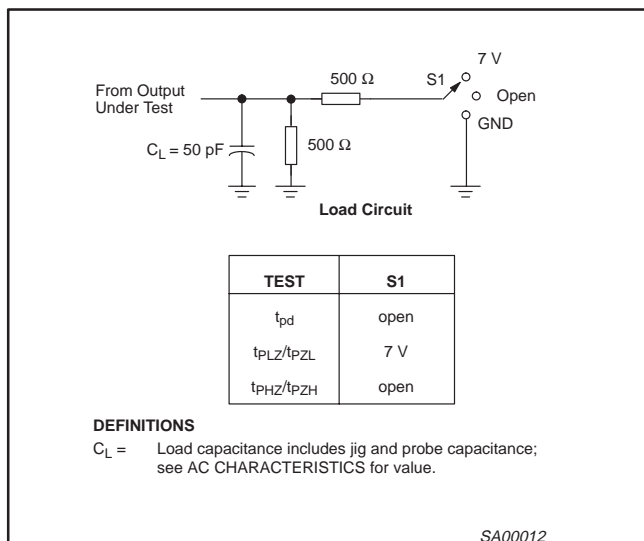 7 V
500 Ω
S1
From Output
Under Test
Open
GND
C_L = 50 pF
500 Ω
Load Circuit
TEST S1
t_pd open
t_PLZ/t_PZL 7 V
t_PHZ/t_PZH open
DEFINITIONS
C_L = Load capacitance includes jig and probe capacitance;
see AC CHARACTERISTICS for value.
SA00012